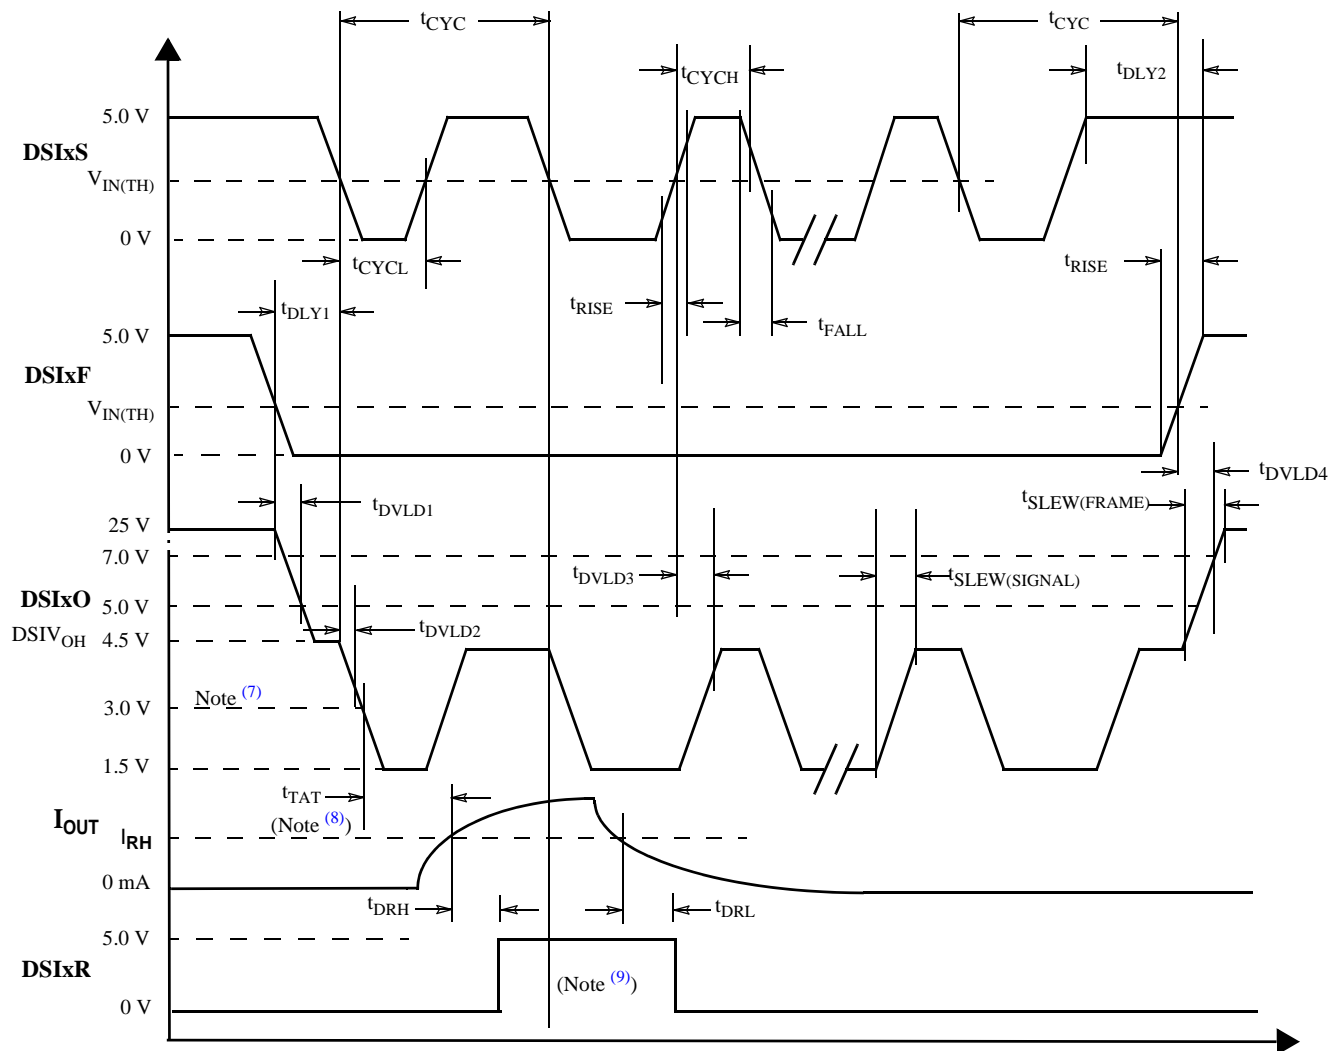 tCYC
tCYC
tCYCH
tDLY2
5.0 V
DSIxS
VIN(TH)
0 V
tCYCL
tRISE
tDLY1
tRISE
tFALL
5.0 V
DSIxF
VIN(TH)
0 V
tDVLD4
tDVLD1
tSLEW(FRAME)
25 V
7.0 V
tDVLD3
tSLEW(SIGNAL)
DSIxO
5.0 V
tDVLD2
DSIVOH
4.5 V
Note (7)
3.0 V
1.5 V
tTAT
(Note (8))
IOUT
IRH
0 mA
tDRH
tDRL
5.0 V
DSIxR
(Note (9))
0 V